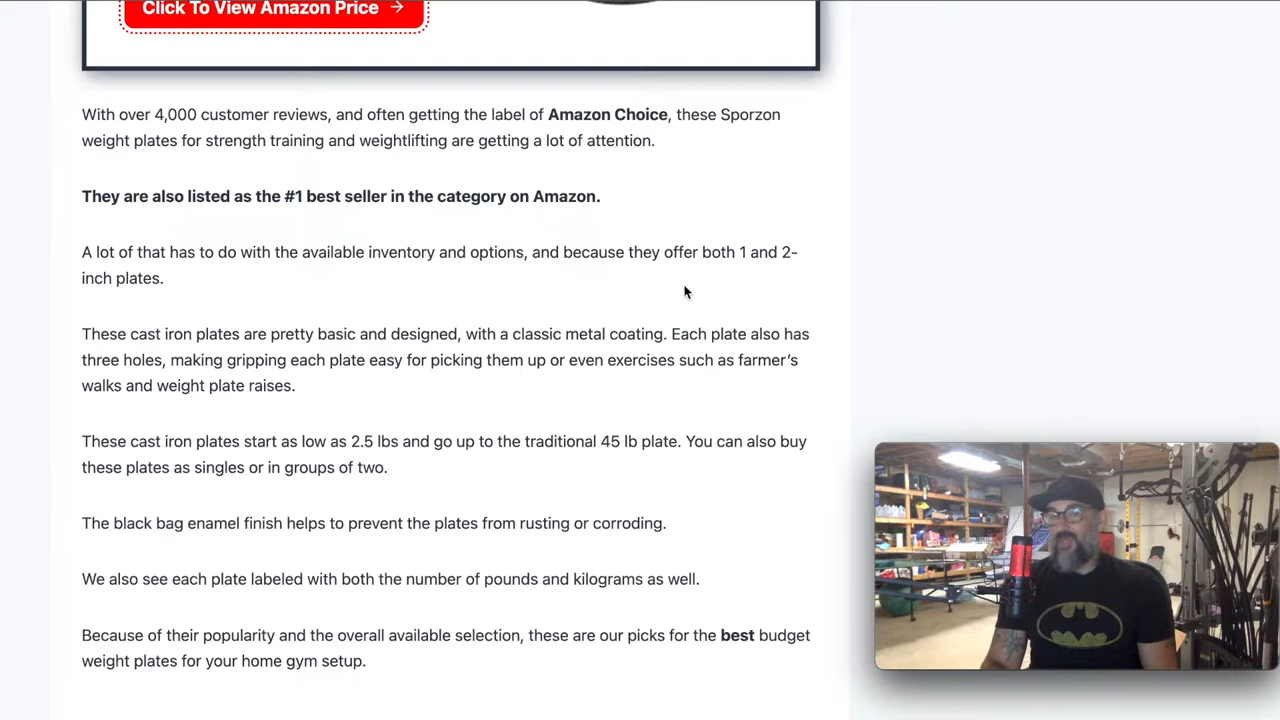 Click To View Amazon Price →
With over 4,000 customer reviews, and often getting the label of Amazon Choice, these Sporzon
weight plates for strength training and weightlifting are getting a lot of attention.
They are also listed as the #1 best seller in the category on Amazon.
A lot of that has to do with the available inventory and options, and because they offer both 1 and 2-
inch plates.
These cast iron plates are pretty basic and designed, with a classic metal coating. Each plate also has
three holes, making gripping each plate easy for picking them up or even exercises such as farmer’s
walks and weight plate raises.
These cast iron plates start as low as 2.5 lbs and go up to the traditional 45 lb plate. You can also buy
these plates as singles or in groups of two.
The black bag enamel finish helps to prevent the plates from rusting or corroding.
We also see each plate labeled with both the number of pounds and kilograms as well.
Because of their popularity and the overall available selection, these are our picks for the best budget
weight plates for your home gym setup.